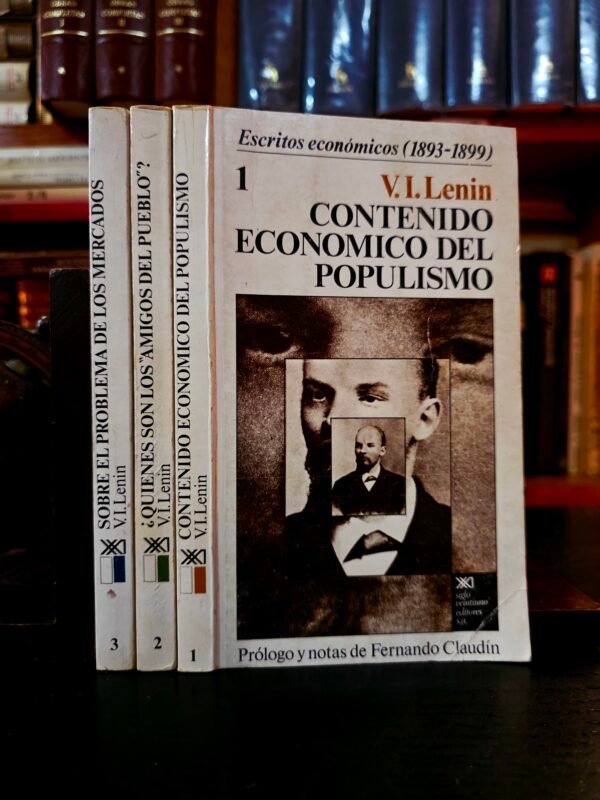 Escritos económicos (1893-1899)
1
V.I.Lenin
CONTENIDO
ECONOMICO DEL
POPULISMO
siglo
veintiuno
editores
s.a.
Prólogo y notas de Fernando Claudín
SOBRE EL PROBLEMA DE LOS MERCADOS
V.I.Lenin
3
¿QUIENES SON LOS "AMIGOS DEL PUEBLO"?
V.I.Lenin
2
CONTENIDO ECONOMICO DEL POPULISMO
V.I.Lenin
1